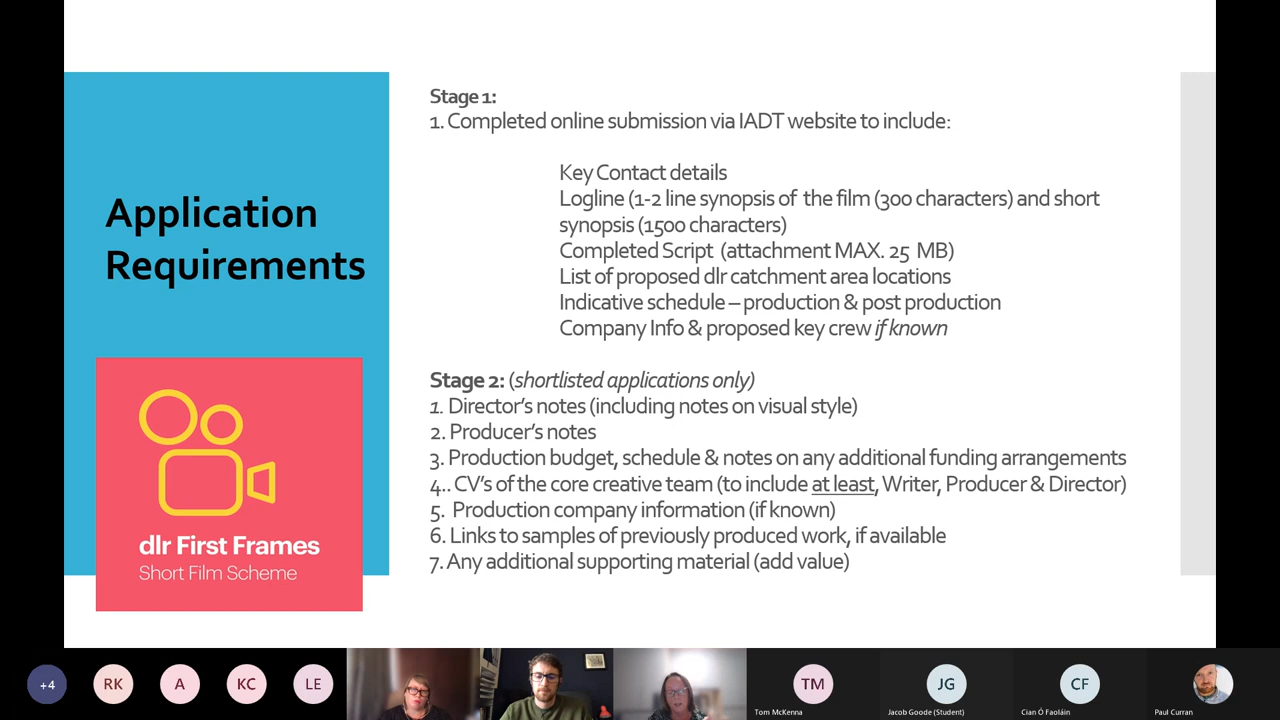 Application
Requirements
dlr First Frames
Short Film Scheme
Stage 1:
1. Completed online submission via IADT website to include:
Key Contact details
Logline (1-2 line synopsis of the film (300 characters) and short
synopsis (1500 characters)
Completed Script (attachment MAX. 25 MB)
List of proposed dlr catchment area locations
Indicative schedule – production & post production
Company Info & proposed key crew if known
Stage 2: (shortlisted applications only)
1. Director's notes (including notes on visual style)
2. Producer's notes
3. Production budget, schedule & notes on any additional funding arrangements
4.. CV's of the core creative team (to include at least, Writer, Producer & Director)
5. Production company information (if known)
6. Links to samples of previously produced work, if available
7. Any additional supporting material (add value)
+4
RK
A
KC
LE
TM
Tom McKenna
JG
Jacob Goode (Student)
CF
Cian Ó Faoláin
Paul Curran